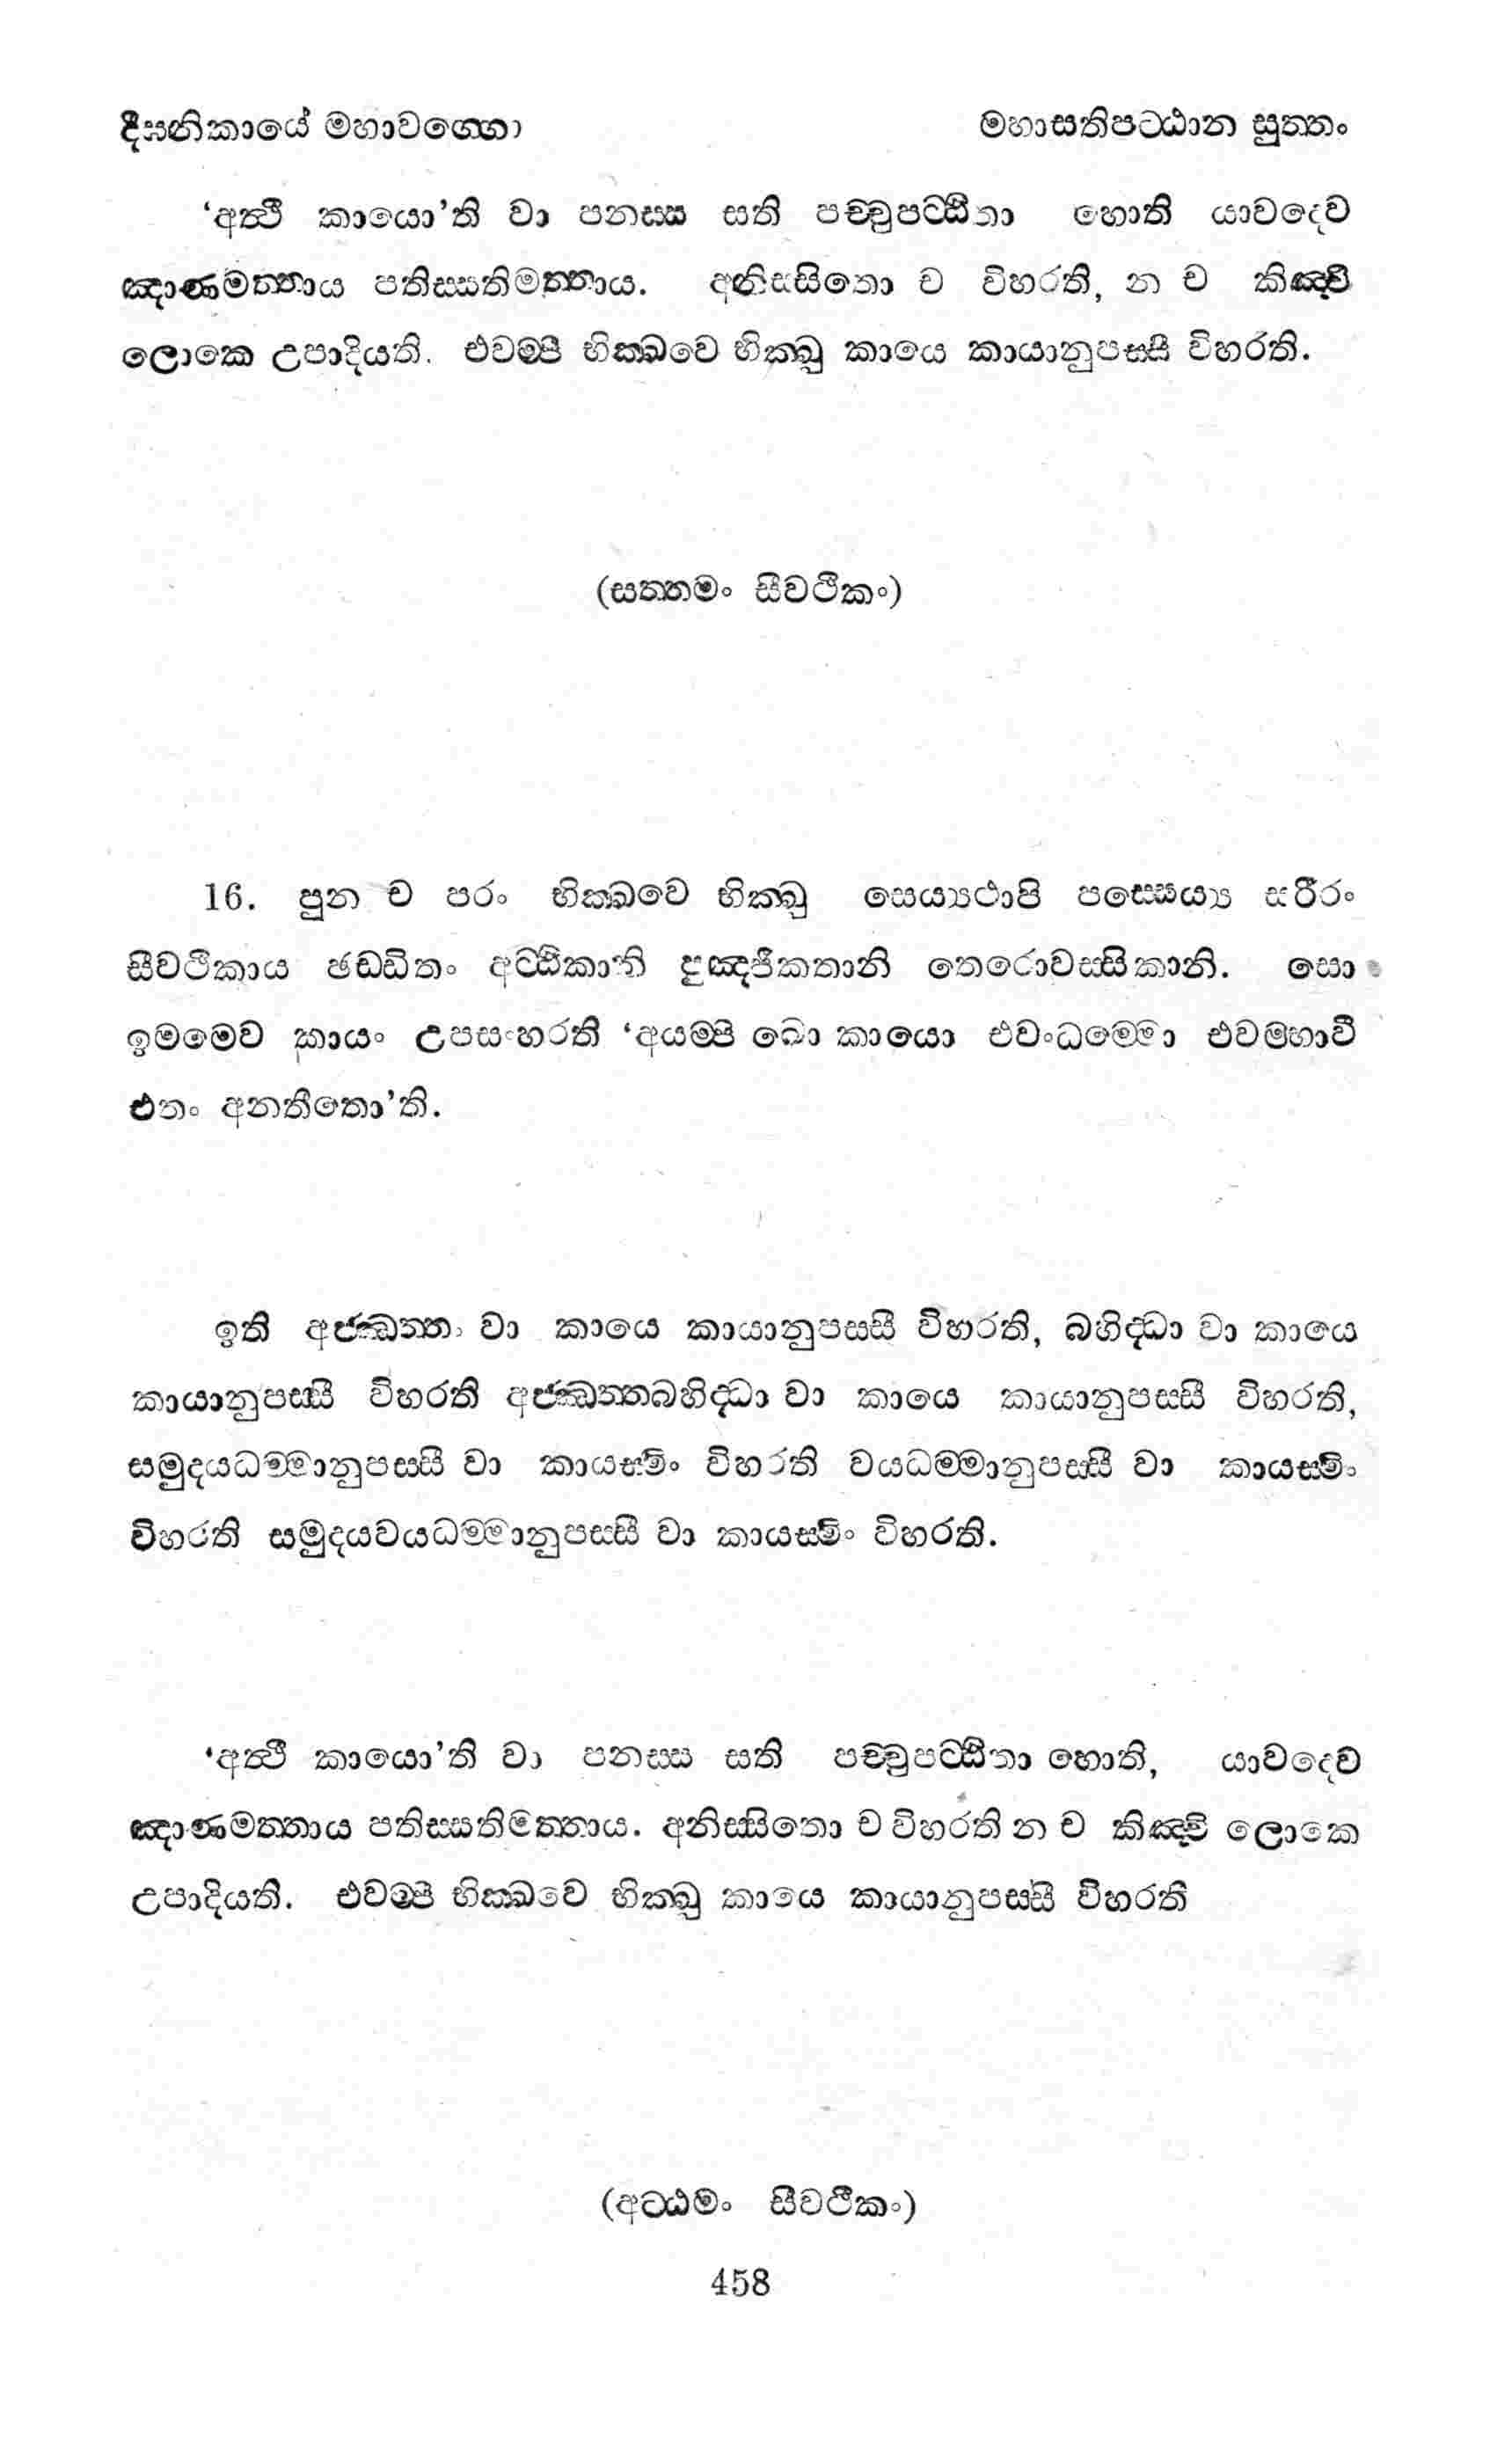 දීඝනිකායේ මහාවග්ගො මහාසතිපට්ඨාන සුත්තං
‘අත්ථි කායො’ති වා පනස්ස සති පච්චුපට්ඨිතා හොති යාවදෙව
ඤාණමත්තාය පතිස්සතිමත්තාය. අනිස්සිතො ච විහරති, න ච කිඤ්චි
ලොකෙ උපාදියති. එවම්පි භික්ඛවෙ භික්ඛු කායෙ කායානුපස්සී විහරති.
(සත්තමං සීවථිකං)
16. පුන ච පරං භික්ඛවෙ භික්ඛු සෙය්‍යථාපි පස්සෙය්‍ය සරීරං
සීවථිකාය ඡඩ්ඩිතං අට්ඨිකානි පුඤ්ජීකතානි තෙරොවස්සිකානි. සො
ඉමමෙව කායං උපසංහරති ‘අයම්පි ඛො කායො එවංධම්මො එවම්භාවී
එතං අනතීතො’ති.
ඉති අජ්ඣත්තං වා කායෙ කායානුපස්සී විහරති, බහිද්ධා වා කායෙ
කායානුපස්සී විහරති අජ්ඣත්තබහිද්ධා වා කායෙ කායානුපස්සී විහරති,
සමුදයධම්මානුපස්සී වා කායස්මිං විහරති වයධම්මානුපස්සී වා කායස්මිං
විහරති සමුදයවයධම්මානුපස්සී වා කායස්මිං විහරති.
‘අත්ථි කායො’ති වා පනස්ස සති පච්චුපට්ඨිතා හොති, යාවදෙව
ඤාණමත්තාය පතිස්සතිමත්තාය. අනිස්සිතො ච විහරති න ච කිඤ්චි ලොකෙ
උපාදියති. එවම්පි භික්ඛවෙ භික්ඛු කායෙ කායානුපස්සී විහරති
(අට්ඨමං සීවථිකං)
458